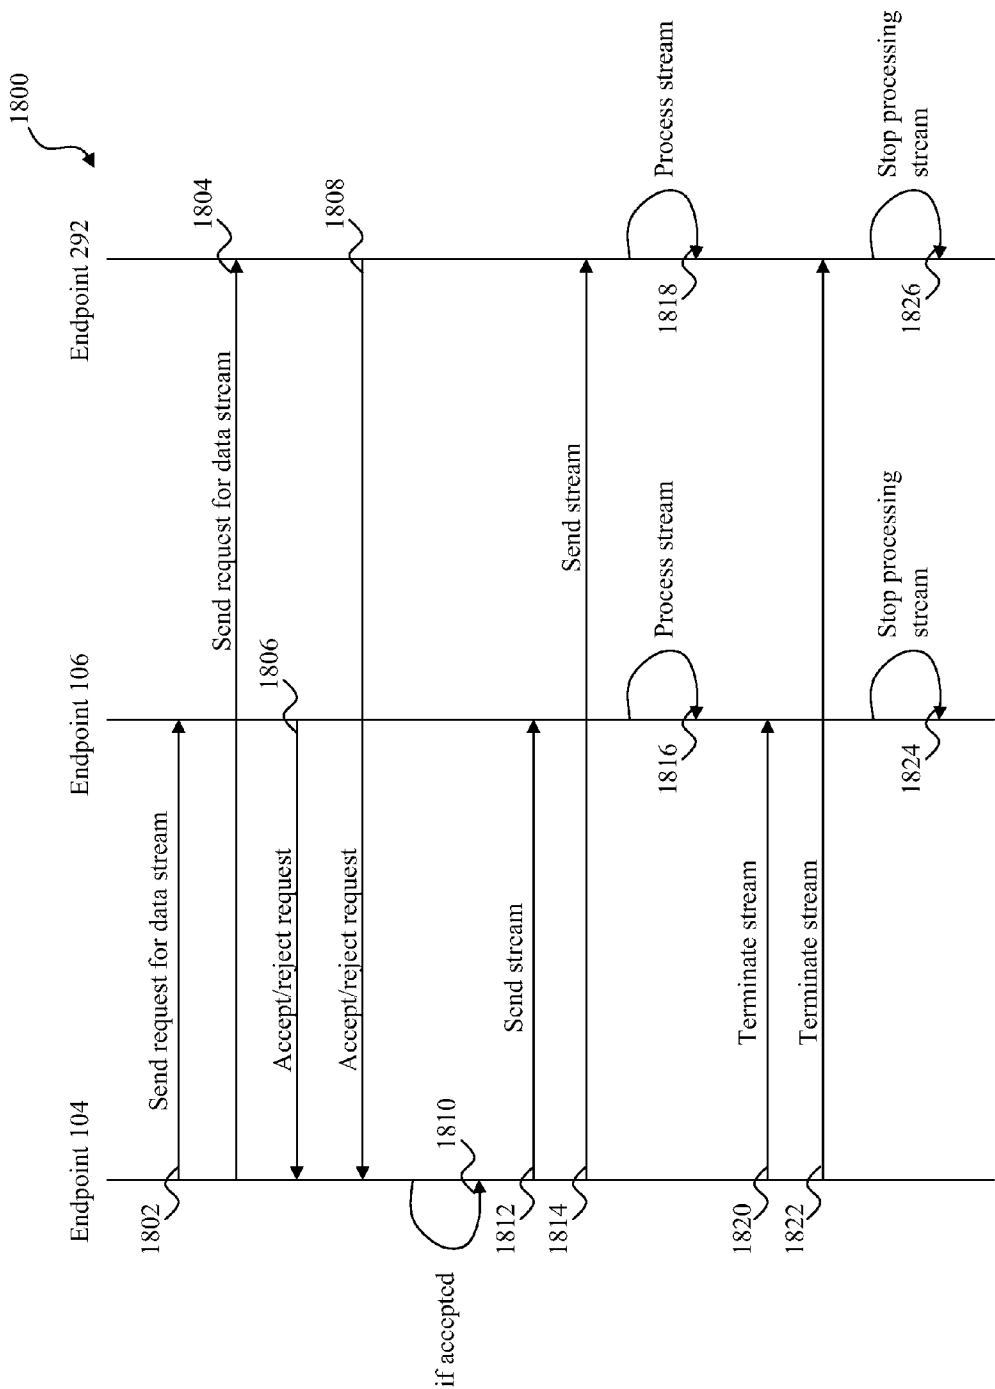 1800
Endpoint 104
Endpoint 106
Endpoint 292
1802
Send request for data stream
Send request for data stream
1804
Accept/reject request
1806
Accept/reject request
1808
if accepted
1810
1812
Send stream
1814
Send stream
Process stream
1816
Process stream
1818
1820
Terminate stream
1822
Terminate stream
Stop processing
stream
1824
Stop processing
stream
1826